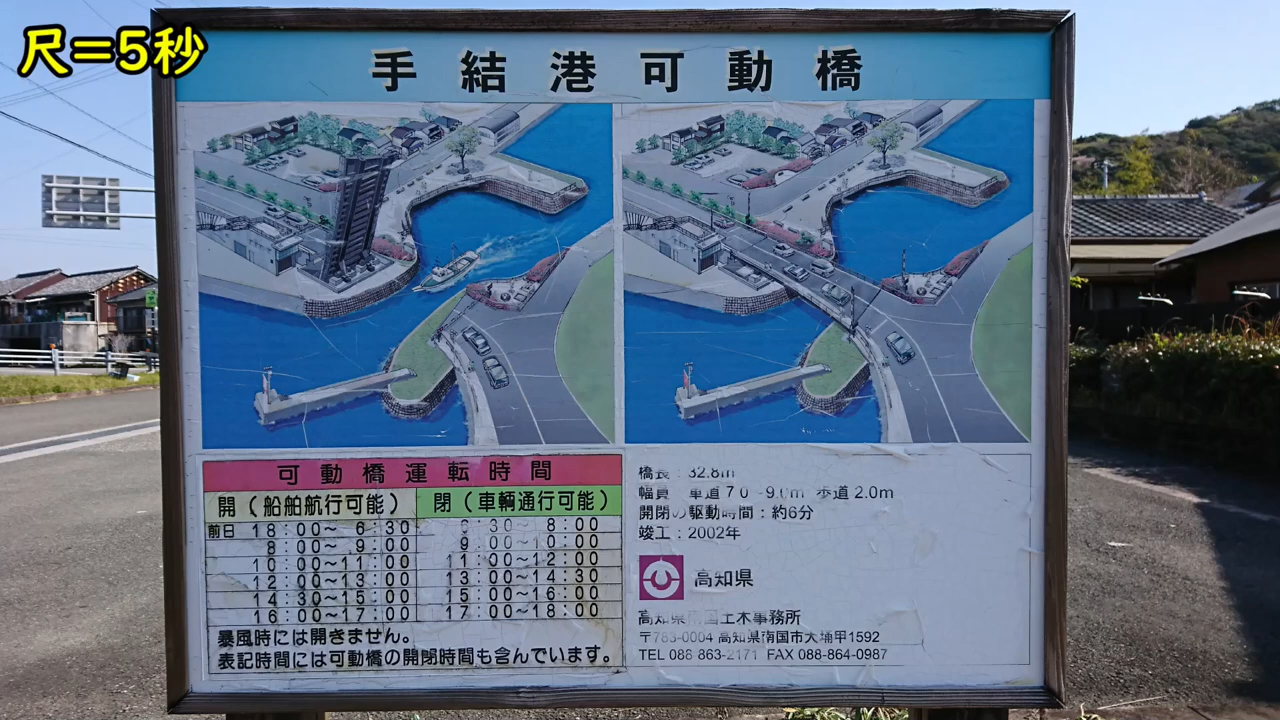 尺=5秒
手結港可動橋
可動橋運転時間
開(船舶航行可能) 閉(車輌通行可能)
前日 18:00~6:30 6:30~8:00
8:00~9:00 9:00~10:00
10:00~11:00 11:00~12:00
12:00~13:00 13:00~14:30
14:30~15:00 15:00~16:00
16:00~17:00 17:00~18:00
暴風時には開きません。
表記時間には可動橋の開閉時間も含んでいます。
橋長:32.8m
幅員:車道7.0~9.0m 歩道2.0m
開閉の駆動時間:約6分
竣工:2002年
高知県
高知県南国土木事務所
〒783-0004 高知県南国市大埇甲1592
TEL 088-863-2171 FAX 088-864-0987